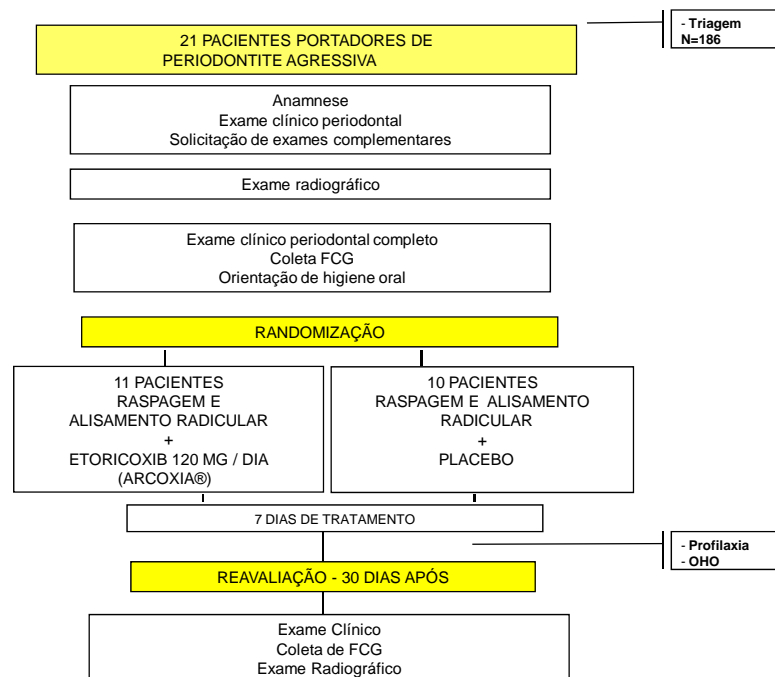 - Triagem
N=186
21 PACIENTES PORTADORES DE
PERIODONTITE AGRESSIVA
Anamnese
Exame clínico periodontal
Solicitação de exames complementares
Exame radiográfico
Exame clínico periodontal completo
Coleta FCG
Orientação de higiene oral
RANDOMIZAÇÃO
11 PACIENTES
RASPAGEM E
ALISAMENTO RADICULAR
+
ETORICOXIB 120 MG / DIA
(ARCOXIA®)
10 PACIENTES
RASPAGEM E ALISAMENTO
RADICULAR
+
PLACEBO
7 DIAS DE TRATAMENTO
- Profilaxia
- OHO
REAVALIAÇÃO - 30 DIAS APÓS
Exame Clínico
Coleta de FCG
Exame Radiográfico